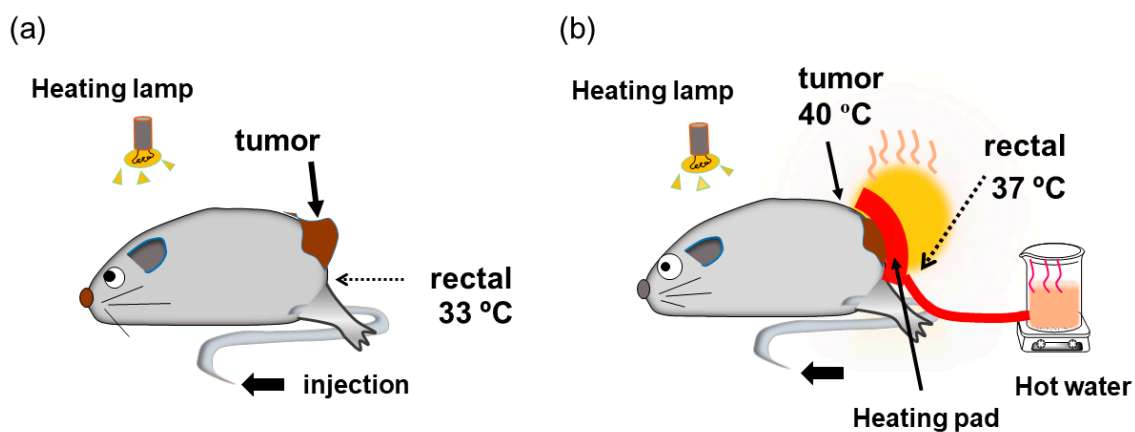 (a)
Heating lamp
tumor
rectal
33 ºC
injection
(b)
Heating lamp
tumor
40 ºC
rectal
37 ºC
Hot water
Heating pad